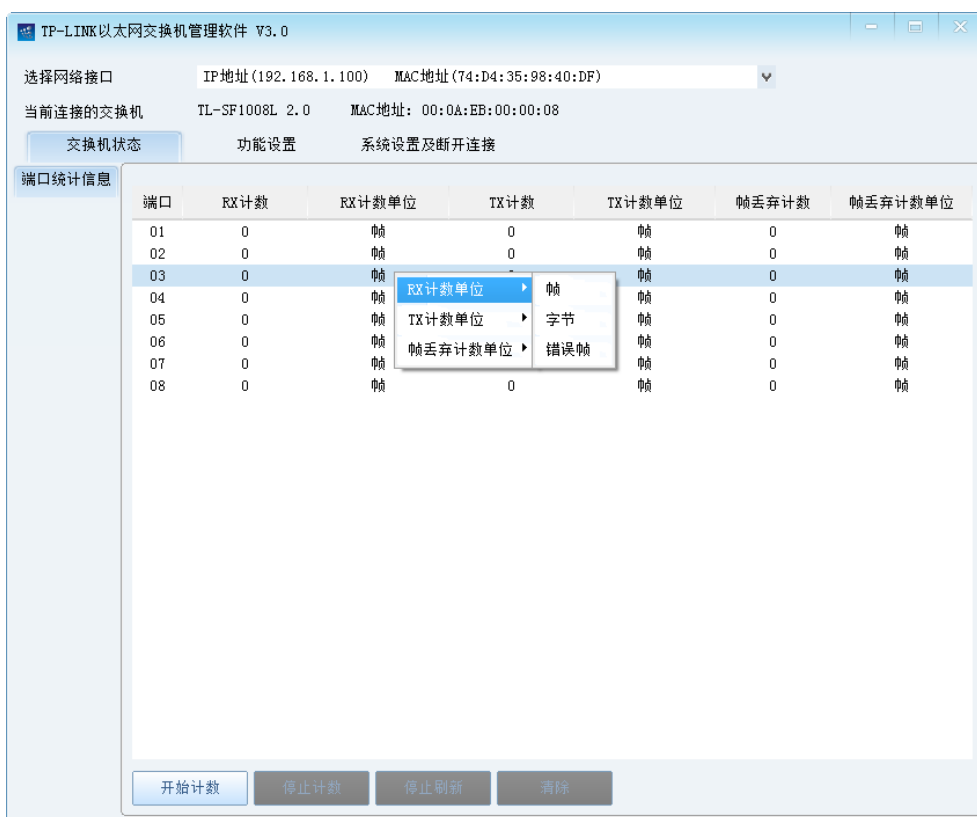 TP-LINK以太网交换机管理软件 V3.0
选择网络接口 IP地址(192.168.1.100) MAC地址(74:D4:35:98:40:DF)
当前连接的交换机 TL-SF1008L 2.0 MAC地址: 00:0A:EB:00:00:08
交换机状态 功能设置 系统设置及断开连接
端口统计信息
端口 RX计数 RX计数单位 TX计数 TX计数单位 帧丢弃计数 帧丢弃计数单位
01 0 帧 0 帧 0 帧
02 0 帧 0 帧 0 帧
03 0 帧 帧 0 帧
04 0 帧 帧 0 帧
05 0 帧 帧 0 帧
06 0 帧 帧 0 帧
07 0 帧 帧 0 帧
08 0 帧 0 帧 0 帧
RX计数单位 帧
TX计数单位 字节
帧丢弃计数单位 错误帧
开始计数 停止计数 停止刷新 清除